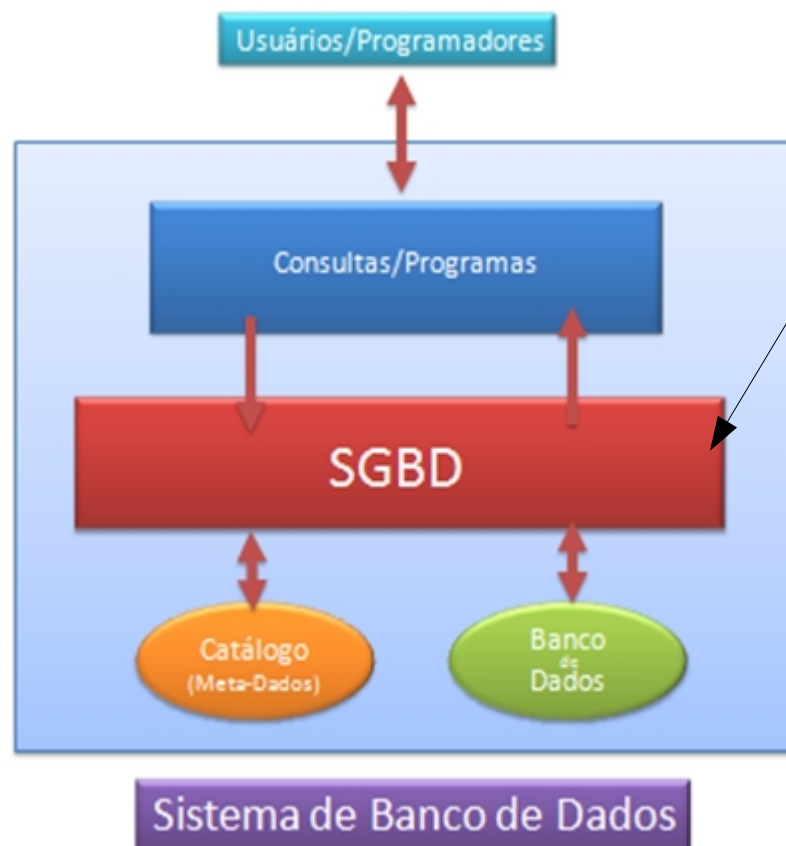 Usuários/Programadores
Consultas/Programas
SGBD
Catálogo
(Meta-Dados)
Banco
de
Dados
Sistema de Banco de Dados